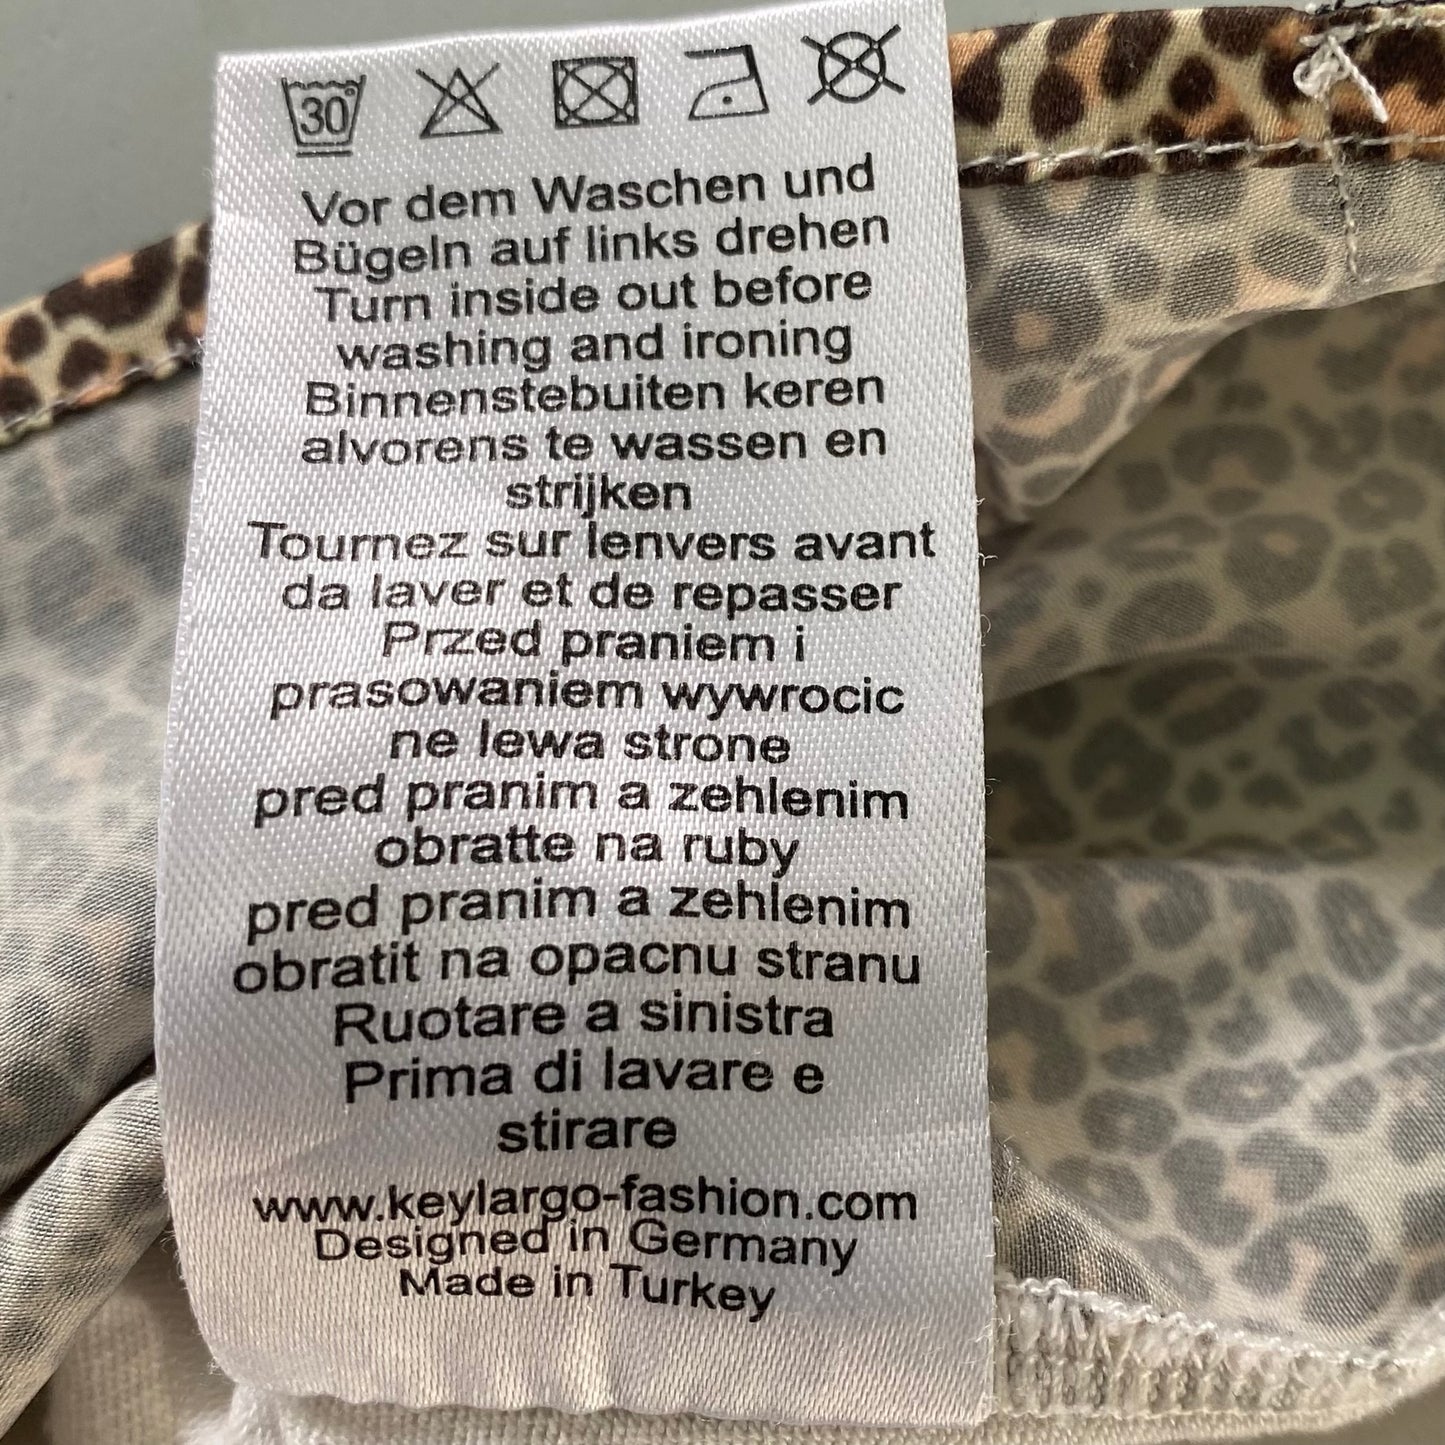 30°
Vor dem Waschen und
Bügeln auf links drehen
Turn inside out before
washing and ironing
Binnenstebuiten keren
alvorens te wassen en
strijken
Tournez sur lenvers avant
da laver et de repasser
Przed praniem i
prasowaniem wywrocic
ne lewa strone
pred pranim a zehlenim
obratte na ruby
pred pranim a zehlenim
obratit na opacnu stranu
Ruotare a sinistra
Prima di lavare e
stirare
www.keylargo-fashion.com
Designed in Germany
Made in Turkey